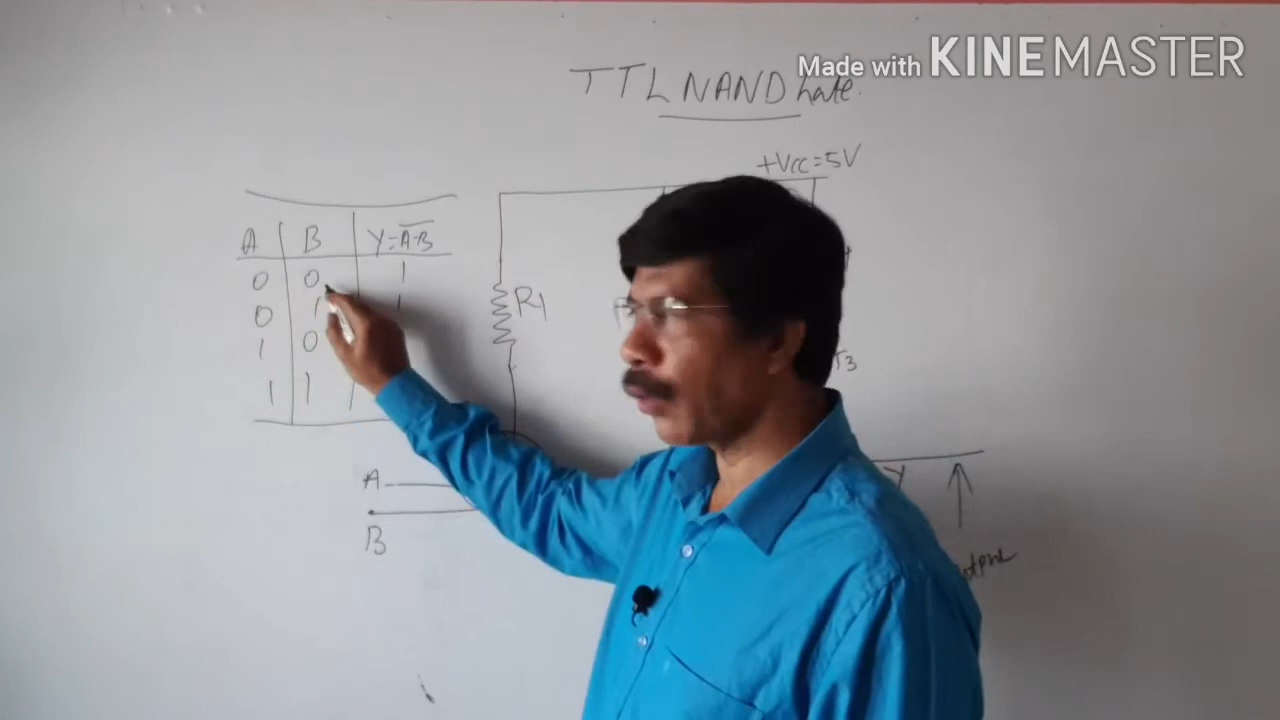 Made with KINEMASTER
TTL NAND Gate.
+VCC=5V
A B Y=A̅·̅B̅
0 0 1
0 1 1
1 0
1 1
R1
T3
A
B
Y